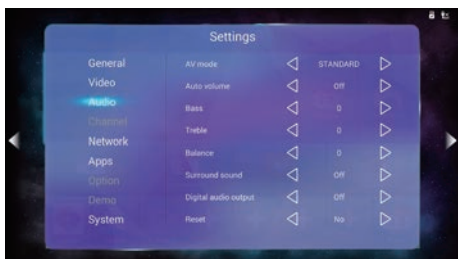 Settings
General
Video
Audio
Channel
Network
Apps
Option
Demo
System
AV mode STANDARD
Auto volume Off
Bass 0
Treble 0
Balance 0
Surround sound Off
Digital audio output Off
Reset No